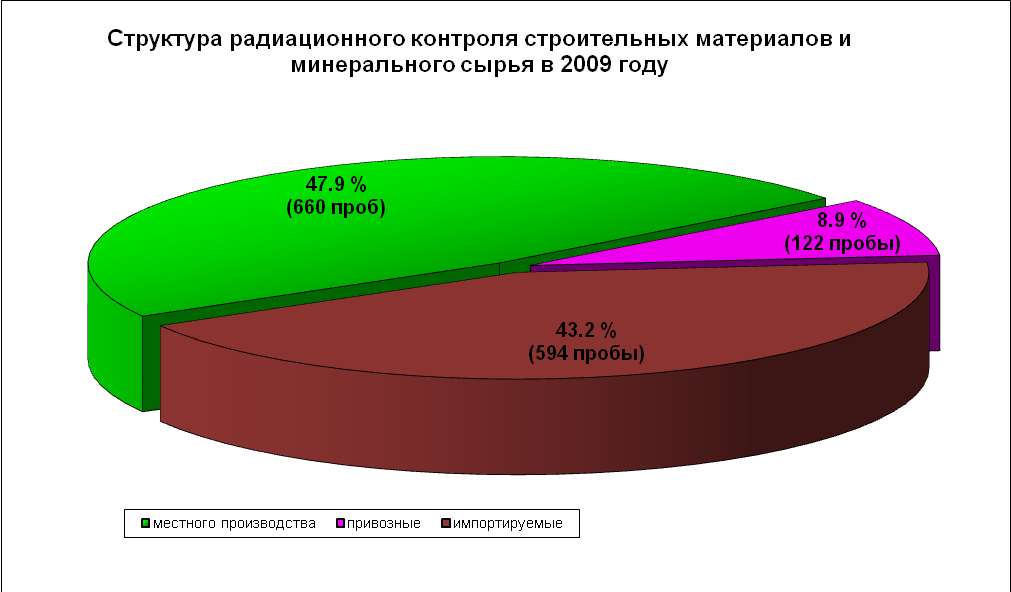 Структура радиационного контроля строительных материалов и
минерального сырья в 2009 году
47.9 %
(660 проб)
8.9 %
(122 пробы)
43.2 %
(594 пробы)
местного производства привозные импортируемые